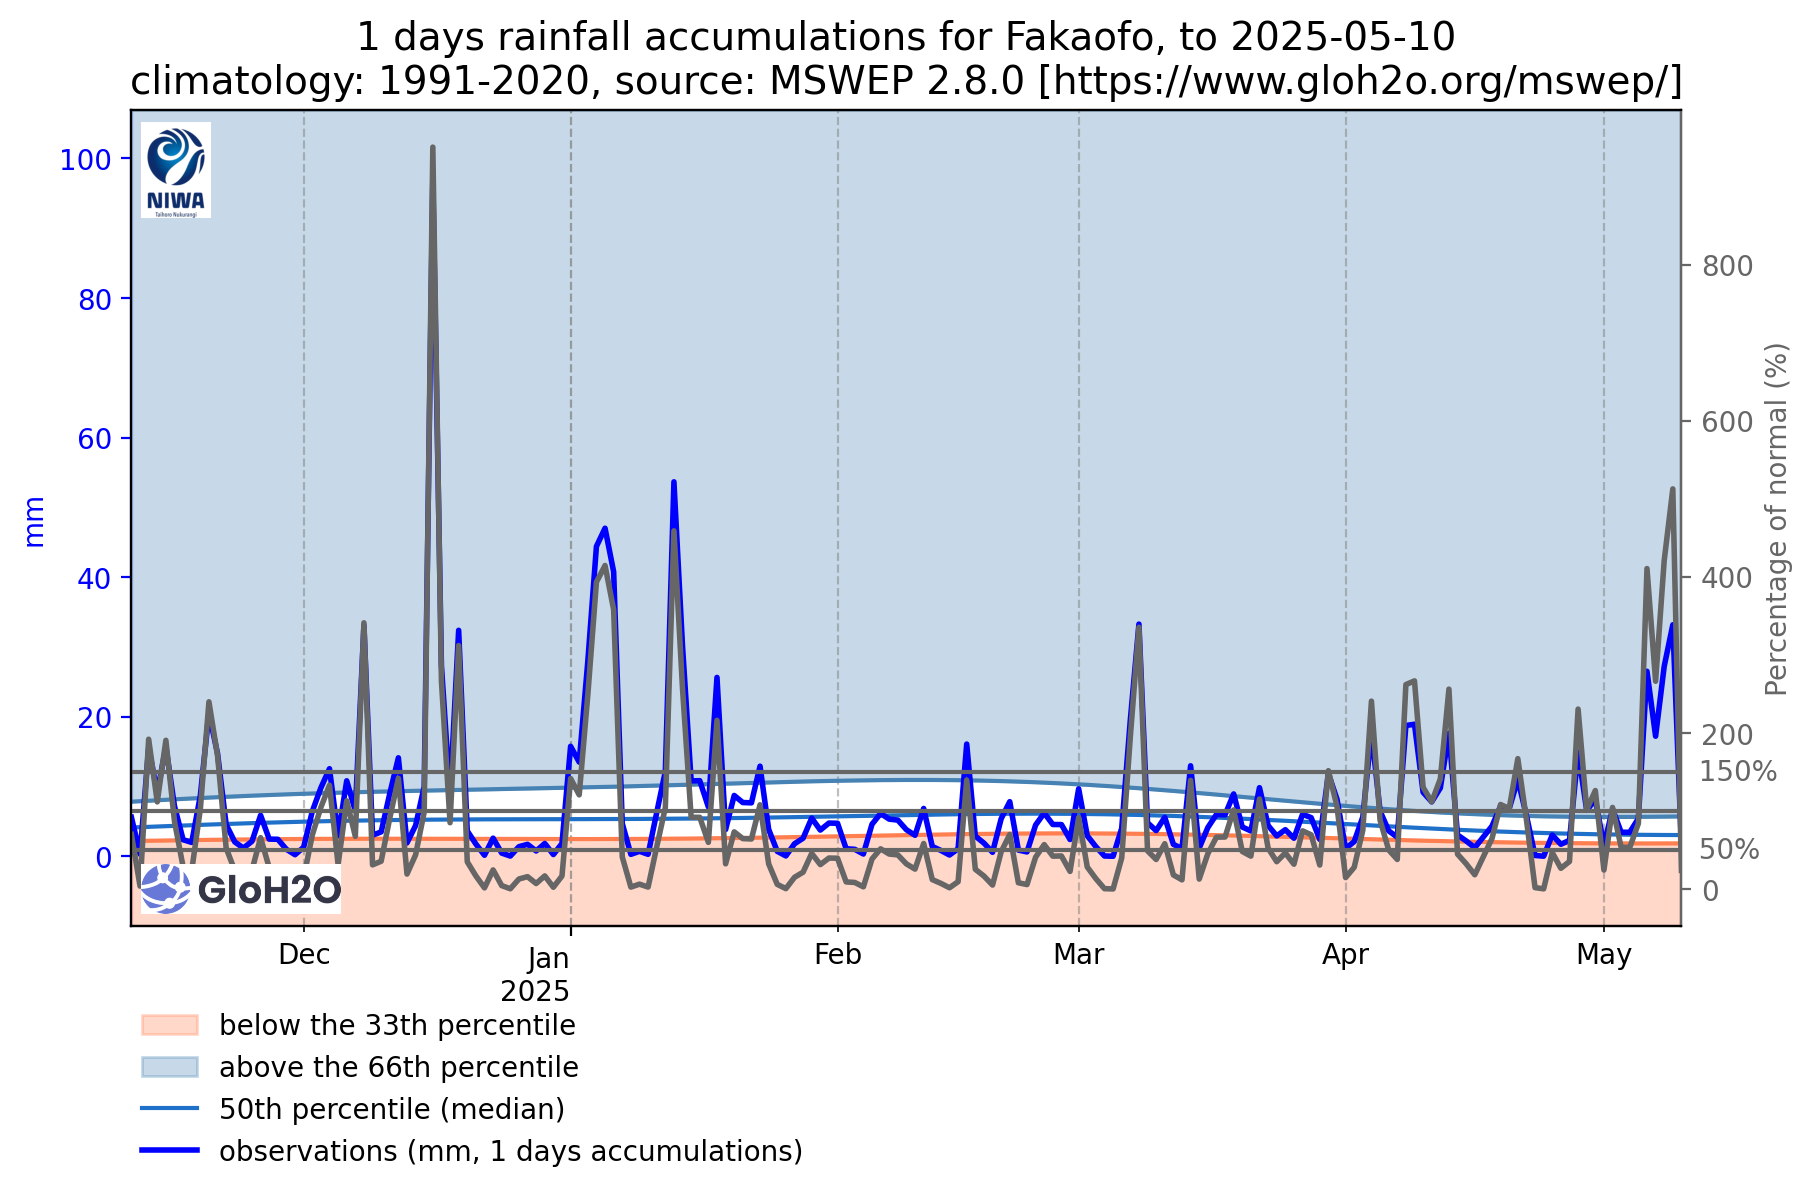 1 days rainfall accumulations for Fakaofo, to 2025-05-10
climatology: 1991-2020, source: MSWEP 2.8.0 [https://www.gloh2o.org/mswep/]
NIWA
Taihoro Nukurangi
100
80
60
40
20
0
mm
800
600
400
200
150%
50%
0
Percentage of normal (%)
GloH2O
Dec
Jan
2025
Feb
Mar
Apr
May
below the 33th percentile
above the 66th percentile
50th percentile (median)
observations (mm, 1 days accumulations)